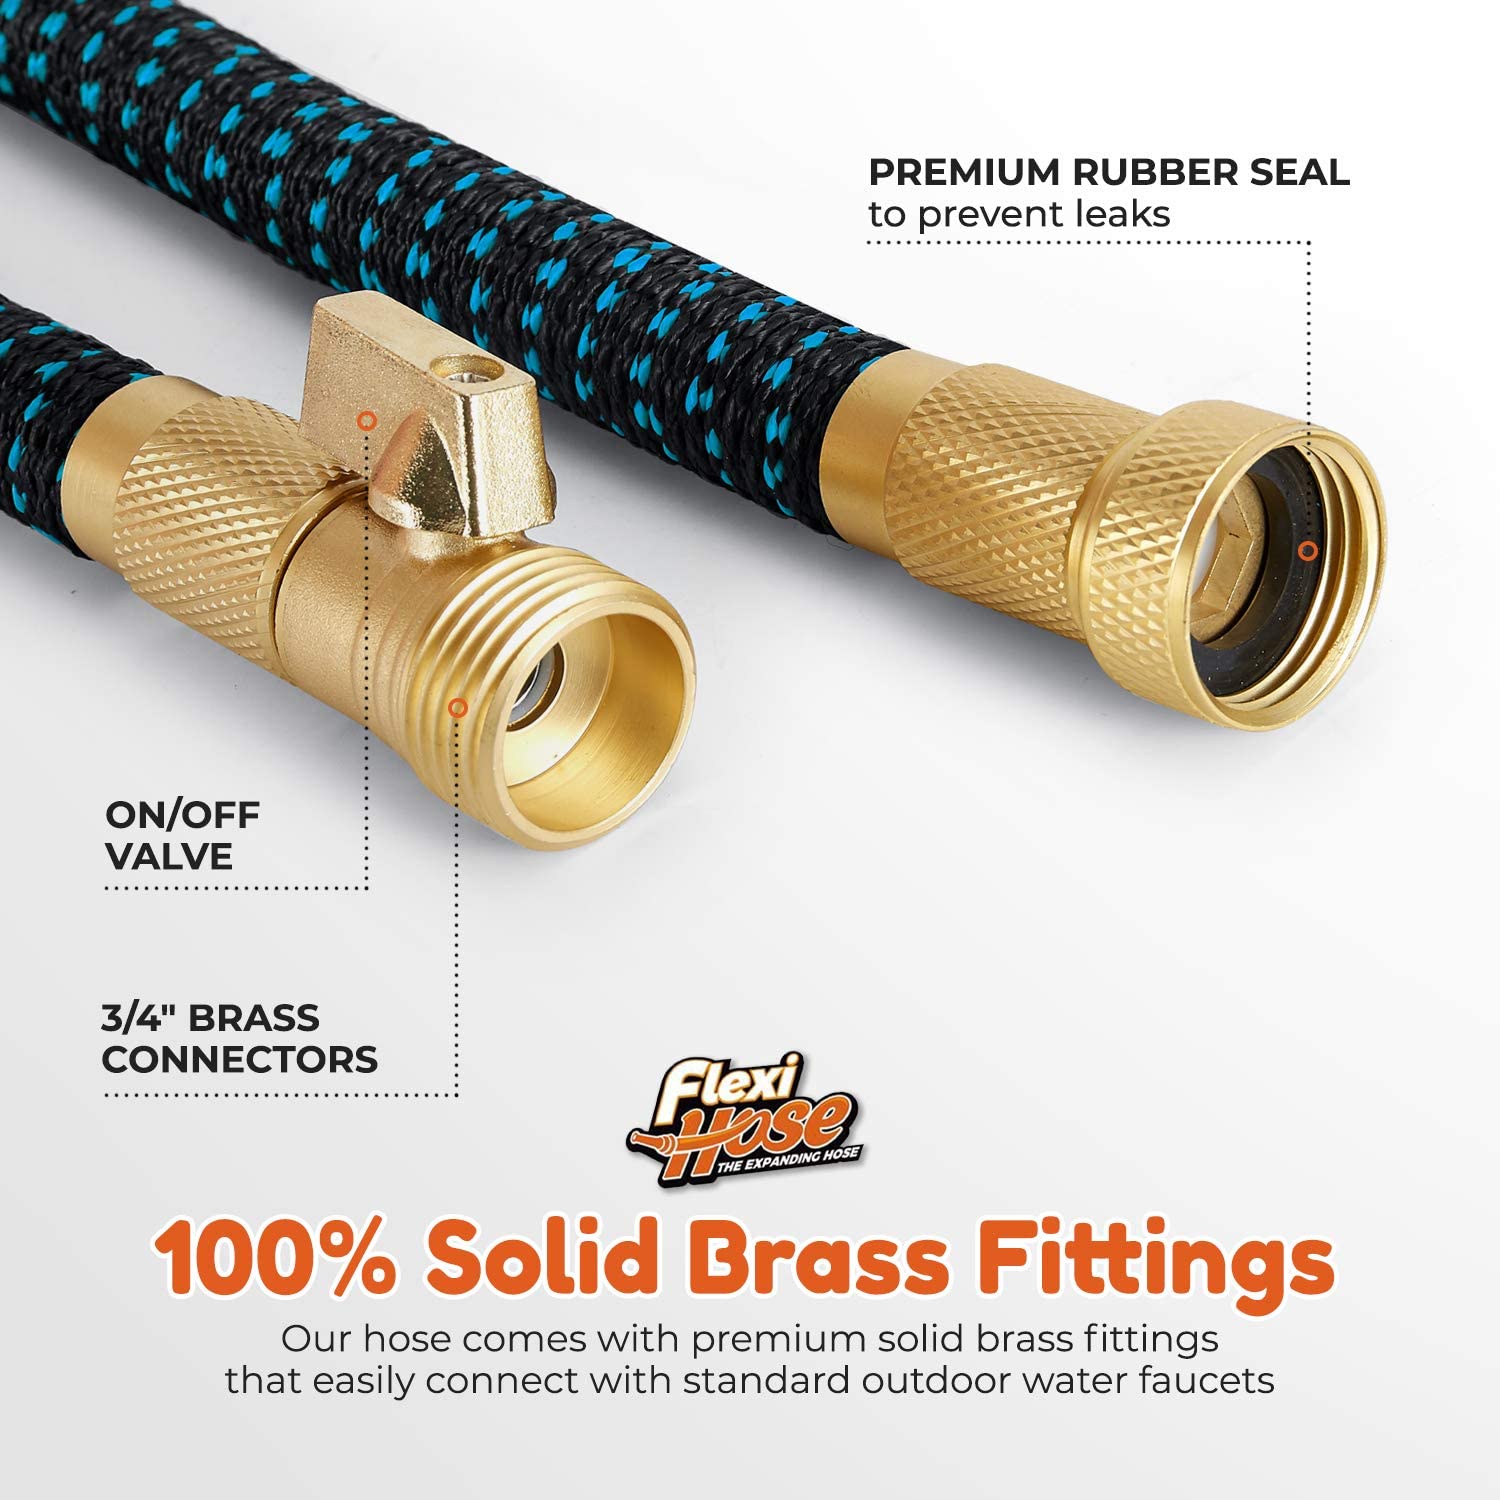 PREMIUM RUBBER SEAL
to prevent leaks
ON/OFF
VALVE
3/4" BRASS
CONNECTORS
Flexi
Hose
THE EXPANDING HOSE
100% Solid Brass Fittings
Our hose comes with premium solid brass fittings
that easily connect with standard outdoor water faucets